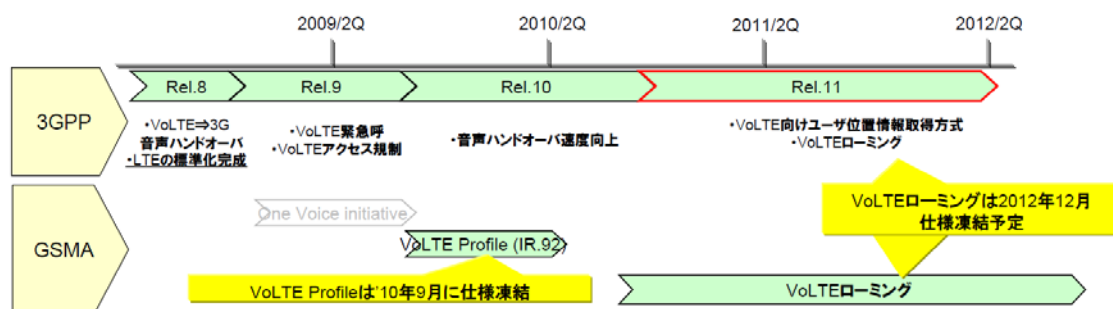 2009/2Q
2010/2Q
2011/2Q
2012/2Q
3GPP
Rel.8
Rel.9
Rel.10
Rel.11
・VoLTE⇒3G
音声ハンドオーバ
・LTEの標準化完成
・VoLTE緊急呼
・VoLTEアクセス規制
・音声ハンドオーバ速度向上
・VoLTE向けユーザ位置情報取得方式
・VoLTEローミング
GSMA
One Voice initiative
VoLTE Profile (IR.92)
VoLTE Profileは'10年9月に仕様凍結
VoLTEローミングは2012年12月
仕様凍結予定
VoLTEローミング